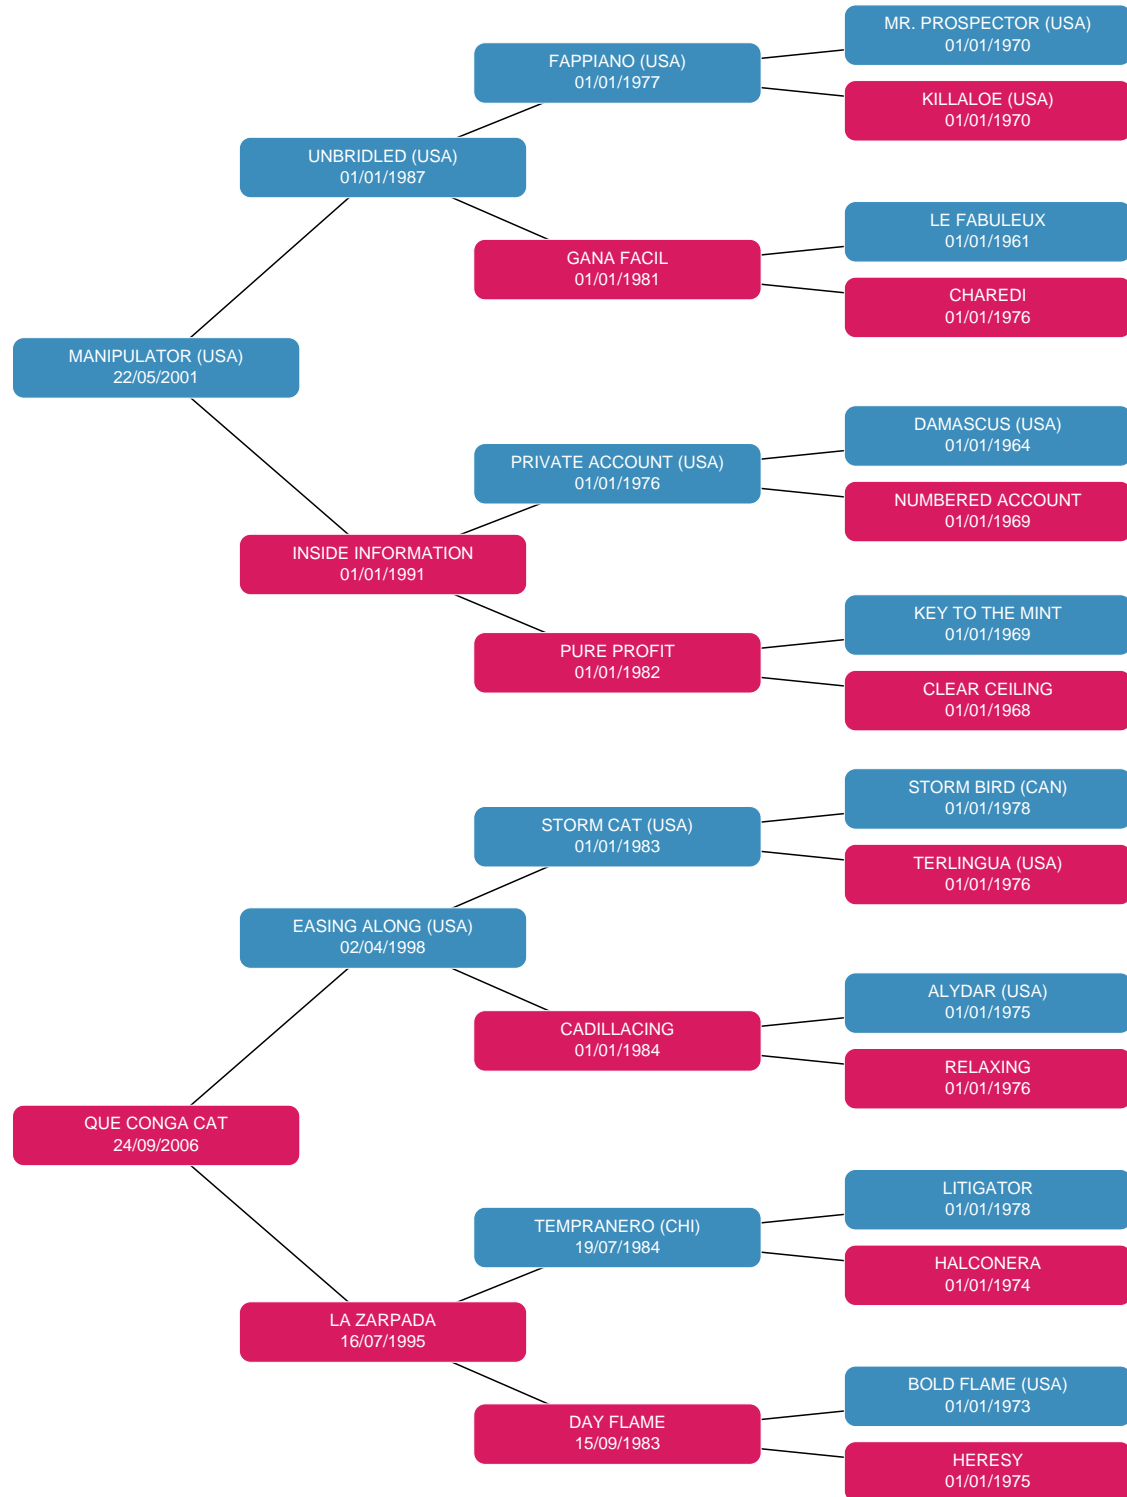 MR. PROSPECTOR (USA)
01/01/1970
FAPPIANO (USA)
01/01/1977
KILLALOE (USA)
01/01/1970
UNBRIDLED (USA)
01/01/1987
LE FABULEUX
01/01/1961
GANA FACIL
01/01/1981
CHAREDI
01/01/1976
MANIPULATOR (USA)
22/05/2001
DAMASCUS (USA)
01/01/1964
PRIVATE ACCOUNT (USA)
01/01/1976
NUMBERED ACCOUNT
01/01/1969
INSIDE INFORMATION
01/01/1991
KEY TO THE MINT
01/01/1969
PURE PROFIT
01/01/1982
CLEAR CEILING
01/01/1968
STORM BIRD (CAN)
01/01/1978
STORM CAT (USA)
01/01/1983
TERLINGUA (USA)
01/01/1976
EASING ALONG (USA)
02/04/1998
ALYDAR (USA)
01/01/1975
CADILLACING
01/01/1984
RELAXING
01/01/1976
QUE CONGA CAT
24/09/2006
LITIGATOR
01/01/1978
TEMPRANERO (CHI)
19/07/1984
HALCONERA
01/01/1974
LA ZARPADA
16/07/1995
BOLD FLAME (USA)
01/01/1973
DAY FLAME
15/09/1983
HERESY
01/01/1975